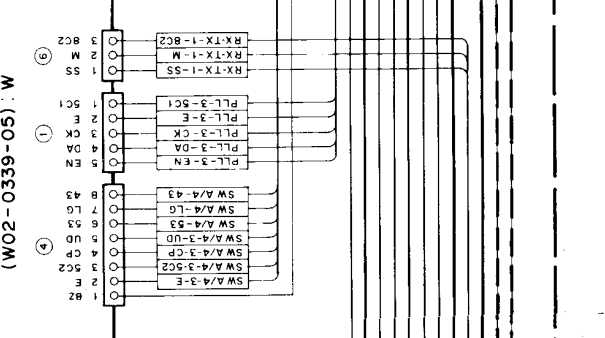 (W02-0339-05) : W
⑥
RX-TX-1-8C2 3 8C2
RX-TX-1-M 2 M
RX-TX-1-SS 1 SS
①
PLL-3-5C1 1 5C1
PLL-3-E 2 E
PLL-3-CK 3 CK
PLL-3-DA 4 DA
PLL-3-EN 5 EN
④
SW A/4-43 8 43
SW A/4-LG 7 LG
SW A/4-53 6 53
SW A/4-3-UD 5 UD
SW A/4-3-CP 4 CP
SW A/4-3-5C2 3 5C2
SW A/4-3-E 2 E
1 BZ